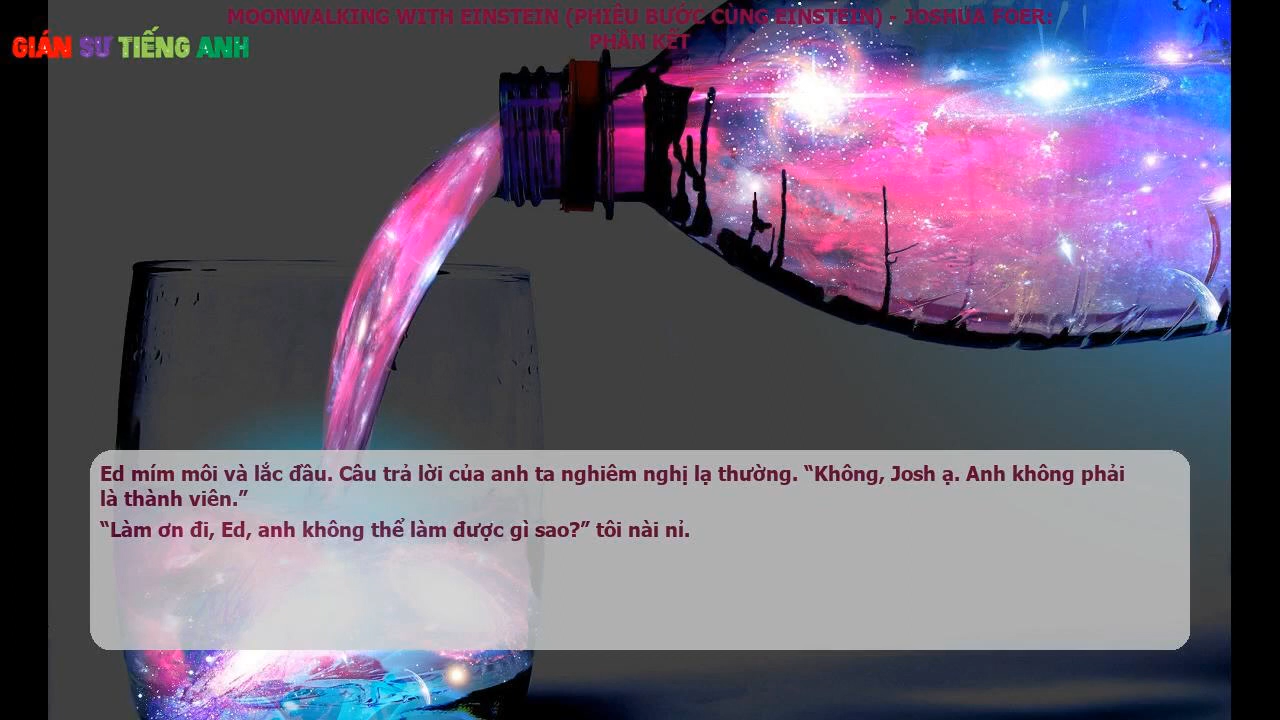 MOONWALKING WITH EINSTEIN (PHIÊU BƯỚC CÙNG EINSTEIN) - JOSHUA FOER:
PHẦN KẾT
GIÁN SƯ TIẾNG ANH
Ed mím môi và lắc đầu. Câu trả lời của anh ta nghiêm nghị lạ thường. “Không, Josh ạ. Anh không phải
là thành viên.”
“Làm ơn đi, Ed, anh không thể làm được gì sao?” tôi nài nỉ.